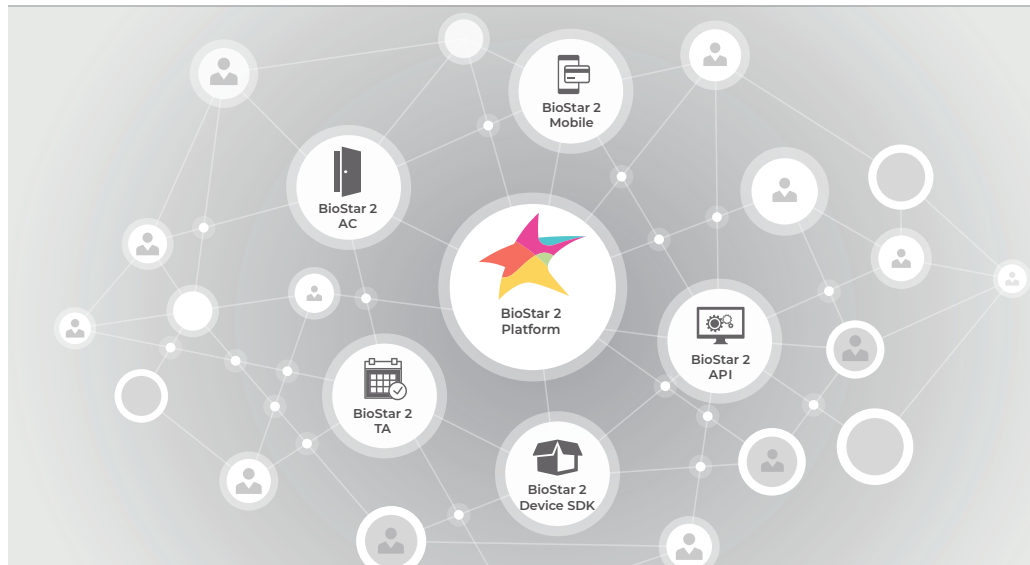 BioStar 2
Mobile
BioStar 2
AC
BioStar 2
Platform
BioStar 2
API
BioStar 2
TA
BioStar 2
Device SDK